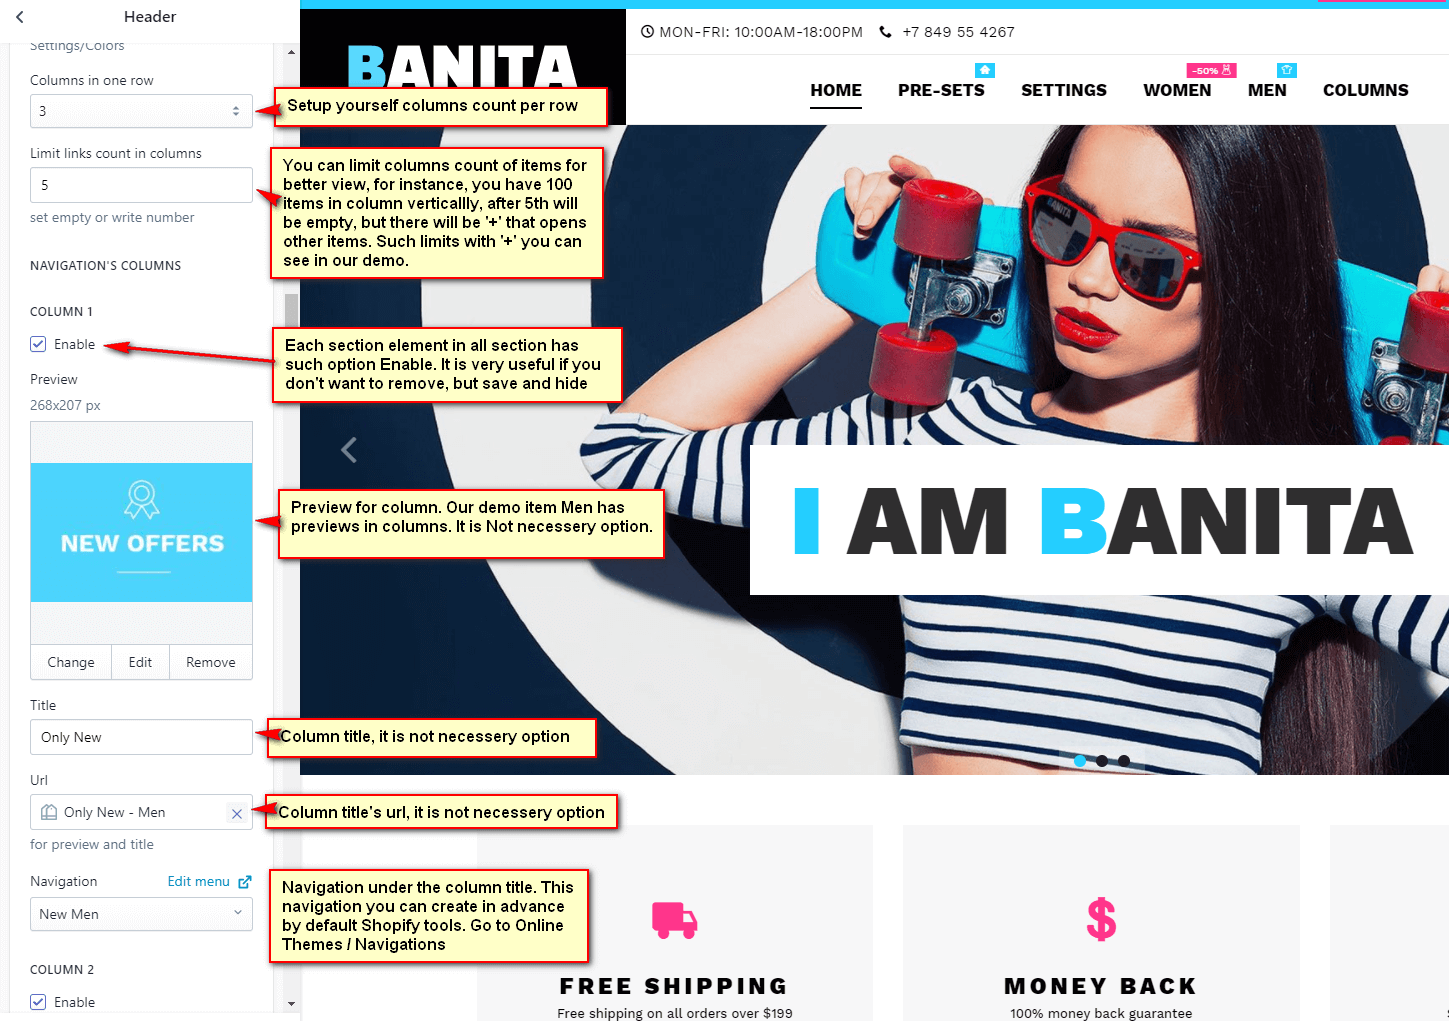 Header
Settings/Colors
Columns in one row
3
Setup yourself columns count per row
Limit links count in columns
5
set empty or write number
You can limit columns count of items for
better view, for instance, you have 100
items in column verticallly, after 5th will
be empty, but there will be '+' that opens
other items. Such limits with '+' you can
see in our demo.
NAVIGATION'S COLUMNS
COLUMN 1
Enable
Each section element in all section has
such option Enable. It is very useful if you
don't want to remove, but save and hide
Preview
268x207 px
NEW OFFERS
Preview for column. Our demo item Men has
previews in columns. It is Not necessery option.
Change
Edit
Remove
Title
Only New
Column title, it is not necessery option
Url
Only New - Men
Column title's url, it is not necessery option
for preview and title
Navigation
Edit menu
New Men
Navigation under the column title. This
navigation you can create in advance
by default Shopify tools. Go to Online
Themes / Navigations
COLUMN 2
Enable
BANITA
MON-FRI: 10:00AM-18:00PM
+7 849 55 4267
-50%
HOME
PRE-SETS
SETTINGS
WOMEN
MEN
COLUMNS
BANITA
I AM BANITA
FREE SHIPPING
Free shipping on all orders over $199
$
MONEY BACK
100% money back guarantee